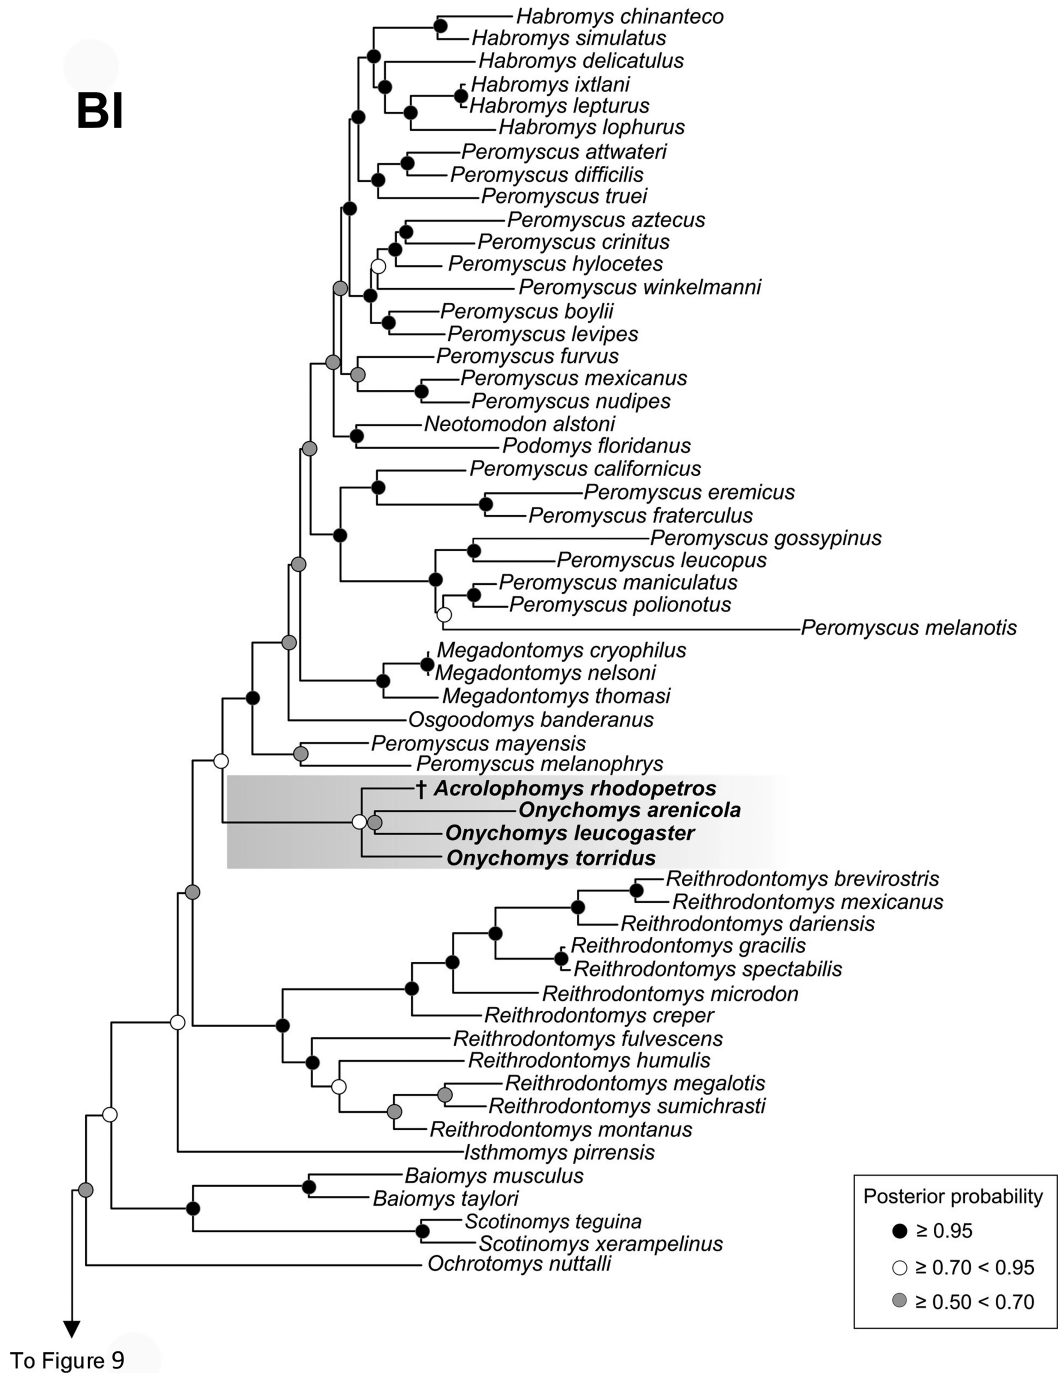 Habromys chinanteco
Habromys simulatus
Habromys delicatulus
BI
Habromys ixtlani
Habromys lepturus
Habromys lophurus
Peromyscus attwateri
Peromyscus difficilis
Peromyscus truei
Peromyscus aztecus
Peromyscus crinitus
Peromyscus hylocetes
Peromyscus winkelmanni
Peromyscus boylii
Peromyscus levipes
Peromyscus furvus
Peromyscus mexicanus
Peromyscus nudipes
Neotomodon alstoni
Podomys floridanus
Peromyscus californicus
Peromyscus eremicus
Peromyscus fraterculus
Peromyscus gossypinus
Peromyscus leucopus
Peromyscus maniculatus
Peromyscus polionotus
Peromyscus melanotis
Megadontomys cryophilus
Megadontomys nelsoni
Megadontomys thomasi
Osgoodomys banderanus
Peromyscus mayensis
Peromyscus melanophrys
† Acrolophomys rhodopetros
Onychomys arenicola
Onychomys leucogaster
Onychomys torridus
Reithrodontomys brevirostris
Reithrodontomys mexicanus
Reithrodontomys dariensis
Reithrodontomys gracilis
Reithrodontomys spectabilis
Reithrodontomys microdon
Reithrodontomys creper
Reithrodontomys fulvescens
Reithrodontomys humulis
Reithrodontomys megalotis
Reithrodontomys sumichrasti
Reithrodontomys montanus
Isthmomys pirrensis
Baiomys musculus
Baiomys taylori
Scotinomys teguina
Scotinomys xerampelinus
Ochrotomys nuttalli
Posterior probability
≥ 0.95
≥ 0.70 < 0.95
≥ 0.50 < 0.70
To Figure 9